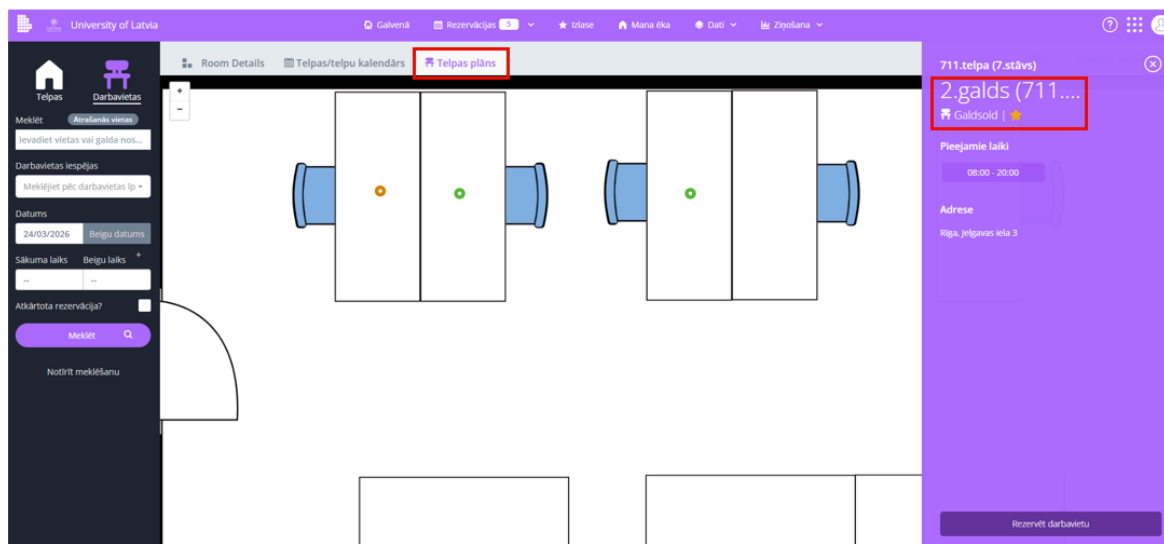 University of Latvia
Galvenā
Rezervācijas 5
Izlase
Mana ēka
Dati
Ziņošana
Telpas
Darbavietas
Meklēt
Atrašanās vietas
Ievadiet vietas vai galda nos...
Darbavietas iespējas
Meklējiet pēc darbavietas īp
Datums
24/03/2026
Beigu datums
Sākuma laiks
Beigu laiks +
--
--
Atkārtota rezervācija?
Meklēt
Notīrīt meklēšanu
Room Details
Telpas/telpu kalendārs
Telpas plāns
+
−
711.telpa (7.stāvs)
2.galds (711....
Galdsold |
Pieejamie laiki
08:00 - 20:00
Adrese
Rīga, Jelgavas iela 3
Rezervēt darbavietu